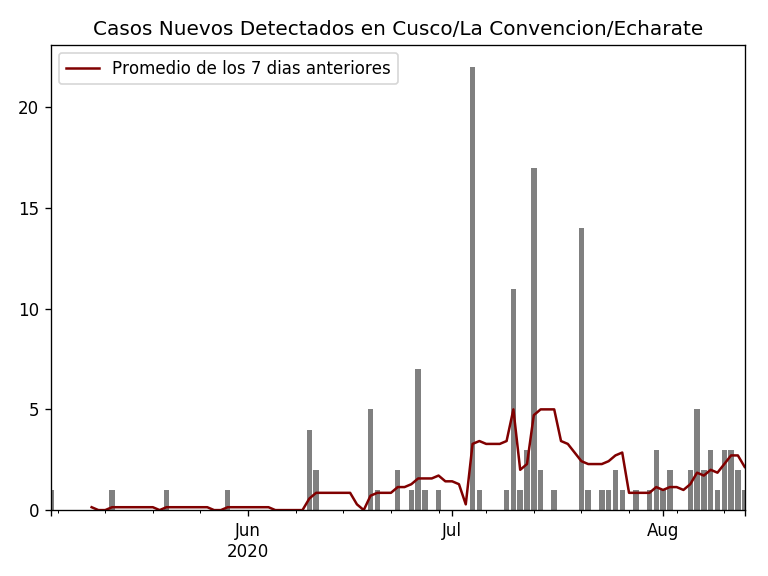 Casos Nuevos Detectados en Cusco/La Convencion/Echarate
Promedio de los 7 dias anteriores
20
15
10
5
0
Jun
2020
Jul
Aug